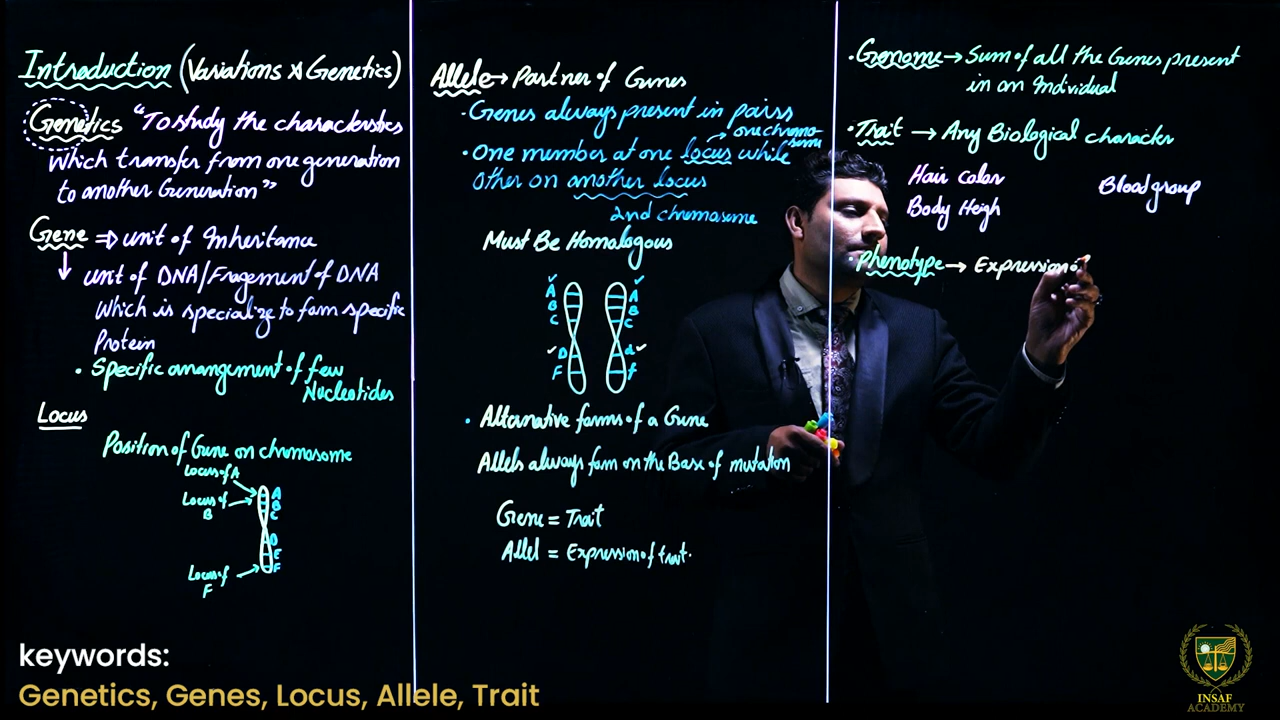 Introduction (Variations & Genetics)
Genetics "To study the characteristics
Which transfer from one generation
to another Generation"
Gene ⇒ unit of Inheritance
↓ unit of DNA/Fragement of DNA
Which is specialize to form specific
Protein
• Specific arrangement of few
Nucleotides
Locus
Position of Gene on chromosome
Locus of A
Locus of
B
Locus of
F
A
B
C
D
E
F
Allele → Partner of Genes
• Genes always present in pairss
→ one chromo-
some
• One member at one locus while
Other on another locus
2nd chromosome
Must Be Homologous
✓ ✓
A A
B B
C C
✓ D d ✓
F f
• Alternative forms of a Gene
Allels always form on the Base of mutation
Gene = Trait
Allel = Expression of trait.
• Genome → Sum of all the Genes present
in an Individual
• Trait → Any Biological character
Hair Color Blood group
Body Heigh
• Phenotype → Expression o
keywords:
Genetics, Genes, Locus, Allele, Trait
INSAF
ACADEMY